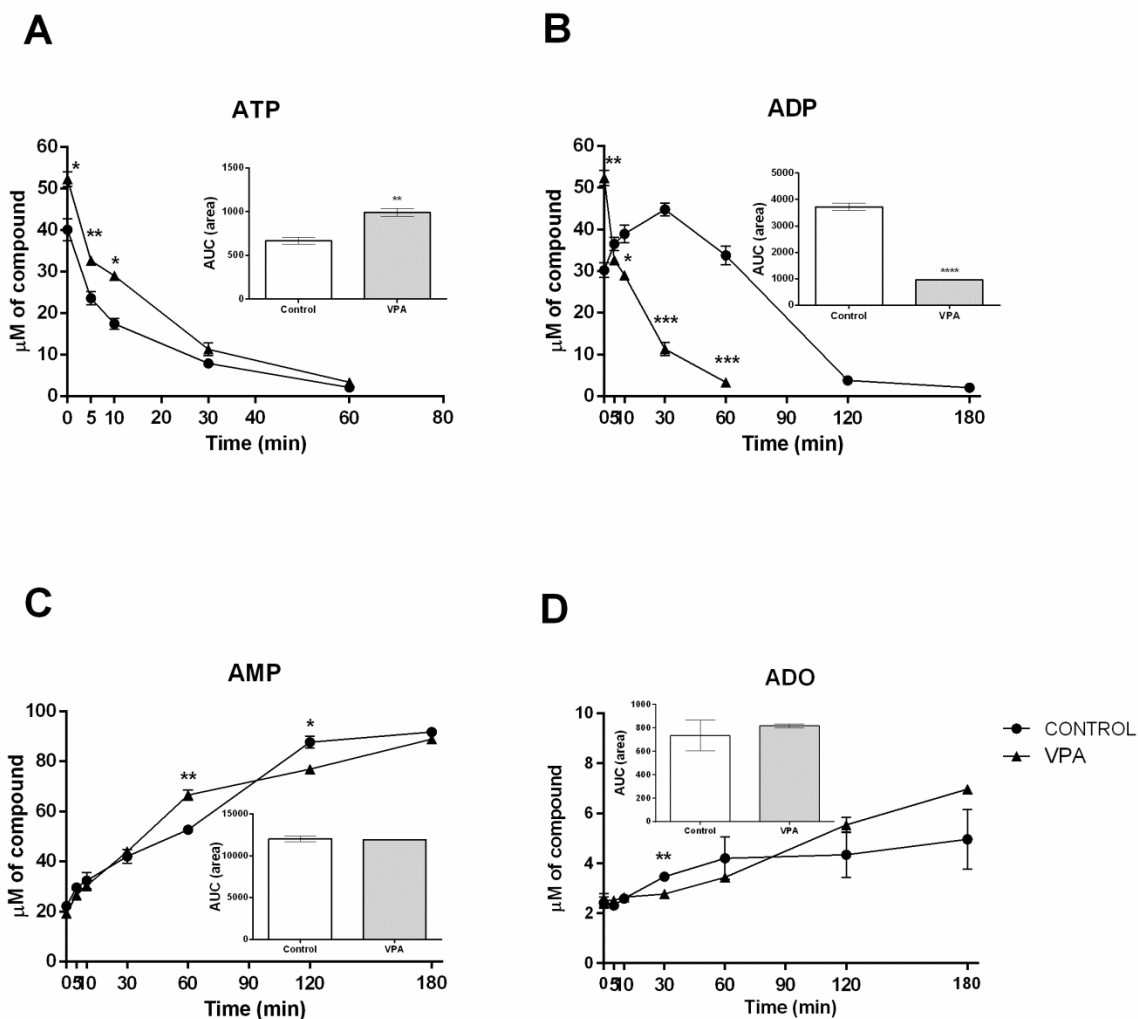 A
ATP
μM of compound
60
50
40
30
20
10
0
*
**
*
0 5 10 20 30 40 60 80
Time (min)
AUC (area)
1500
1000
500
0
**
Control VPA
B
ADP
μM of compound
60
50
40
30
20
10
0
**
*
***
***
0 5 10 30 60 90 120 180
Time (min)
AUC (area)
5000
4000
3000
2000
1000
0
****
Control VPA
C
AMP
μM of compound
100
80
60
40
20
0
**
*
0 5 10 30 60 90 120 180
Time (min)
AUC (area)
15000
10000
5000
0
Control VPA
D
ADO
μM of compound
10
8
6
4
2
0
**
0 5 10 30 60 90 120 180
Time (min)
AUC (area)
1000
800
600
400
200
0
Control VPA
CONTROL
VPA